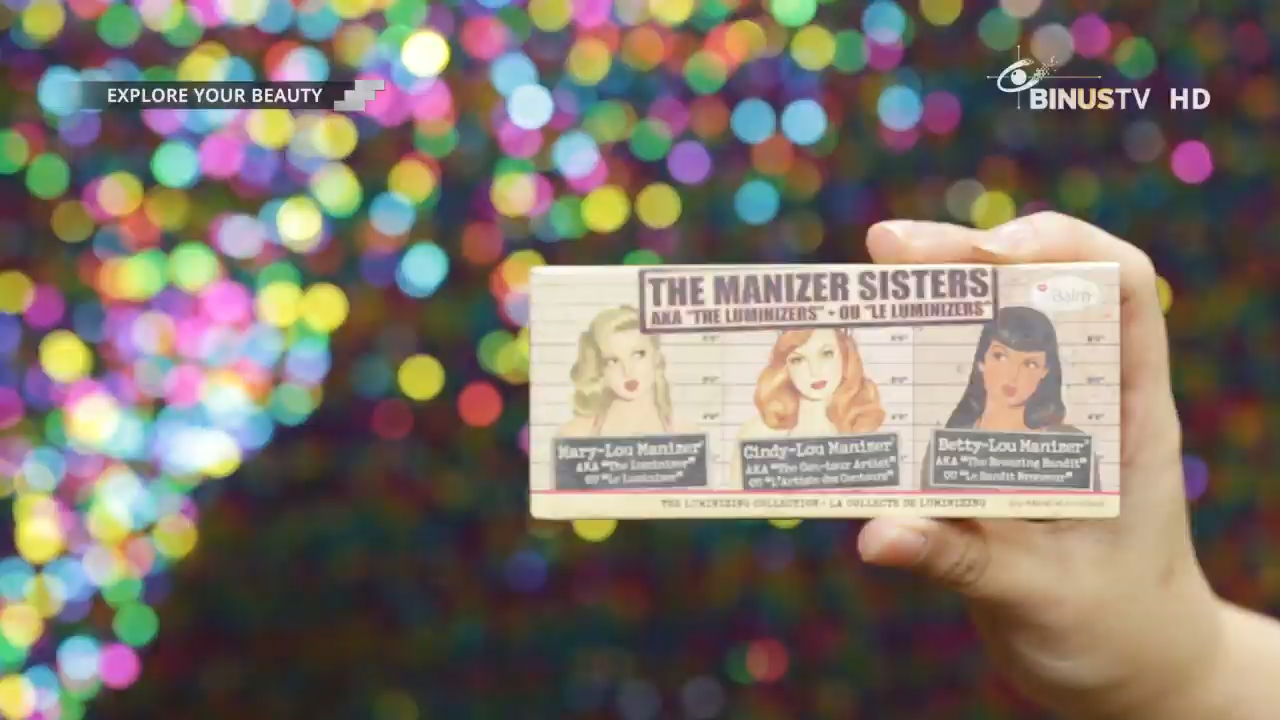 EXPLORE YOUR BEAUTY
BINUSTV HD
THE MANIZER SISTERS
AKA "THE LUMINIZERS" • OU "LE LUMINIZERS"
theBalm
Mary-Lou Manizer®
AKA "The Luminizer"
OU "Le Luminizer"
Cindy-Lou Manizer®
AKA "The Con-tour Artist"
OU "L'Artiste des Contours"
Betty-Lou Manizer®
AKA "The Bronzing Bandit"
OU "Le Bandit Bronzeur"
THE LUMINIZING COLLECTION • LA COLLECTE DE LUMINIZING